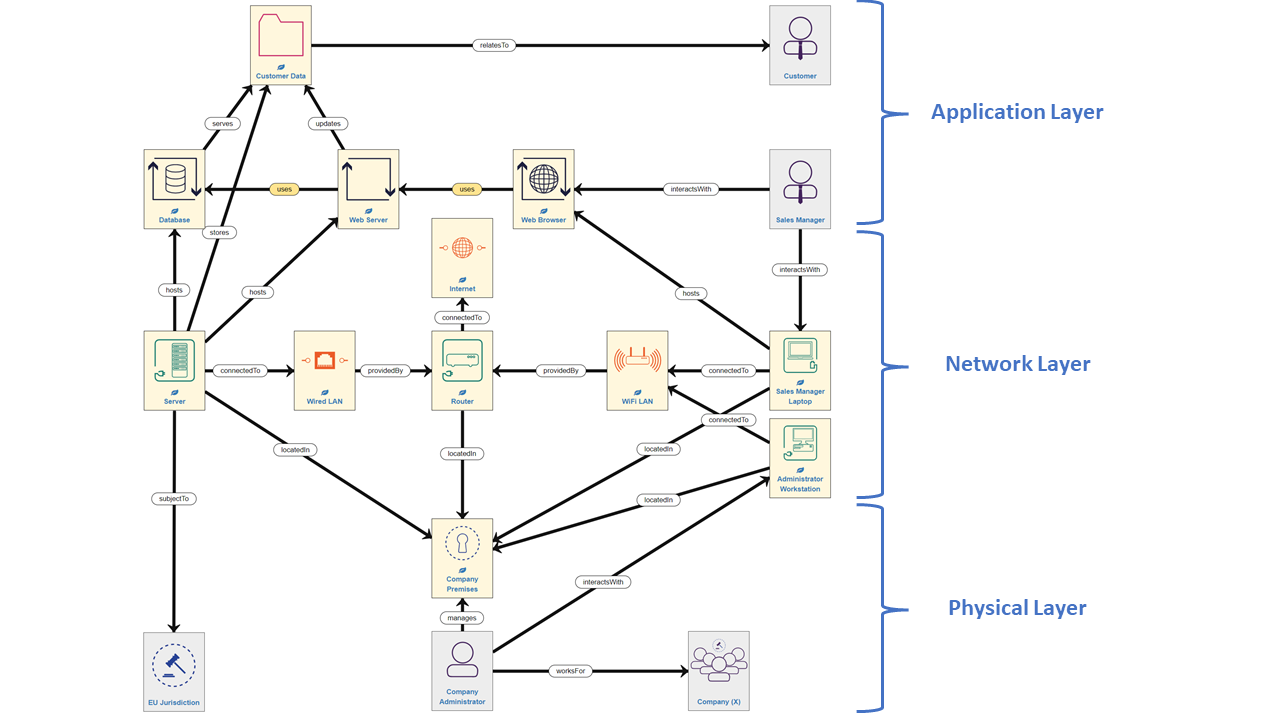 relatesTo
Customer Data
Customer
Application Layer
serves
updates
uses
uses
interactsWith
Database
Web Server
Web Browser
Sales Manager
stores
interactsWith
hosts
hosts
Internet
hosts
connectedTo
Network Layer
connectedTo
providedBy
providedBy
connectedTo
Server
Wired LAN
Router
WiFi LAN
Sales Manager
Laptop
connectedTo
locatedIn
locatedIn
locatedIn
Administrator
Workstation
subjectTo
locatedIn
Company
Premises
interactsWith
Physical Layer
manages
worksFor
EU Jurisdiction
Company
Administrator
Company (X)